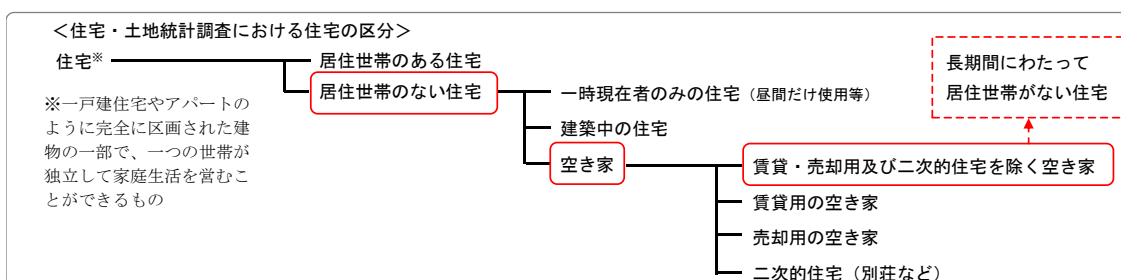 <住宅・土地統計調査における住宅の区分>
住宅※
居住世帯のある住宅
居住世帯のない住宅
※一戸建住宅やアパートの
ように完全に区画された建
物の一部で、一つの世帯が
独立して家庭生活を営むこ
とができるもの
一時現在者のみの住宅(昼間だけ使用等)
建築中の住宅
空き家
長期間にわたって
居住世帯がない住宅
賃貸・売却用及び二次的住宅を除く空き家
賃貸用の空き家
売却用の空き家
二次的住宅(別荘など)